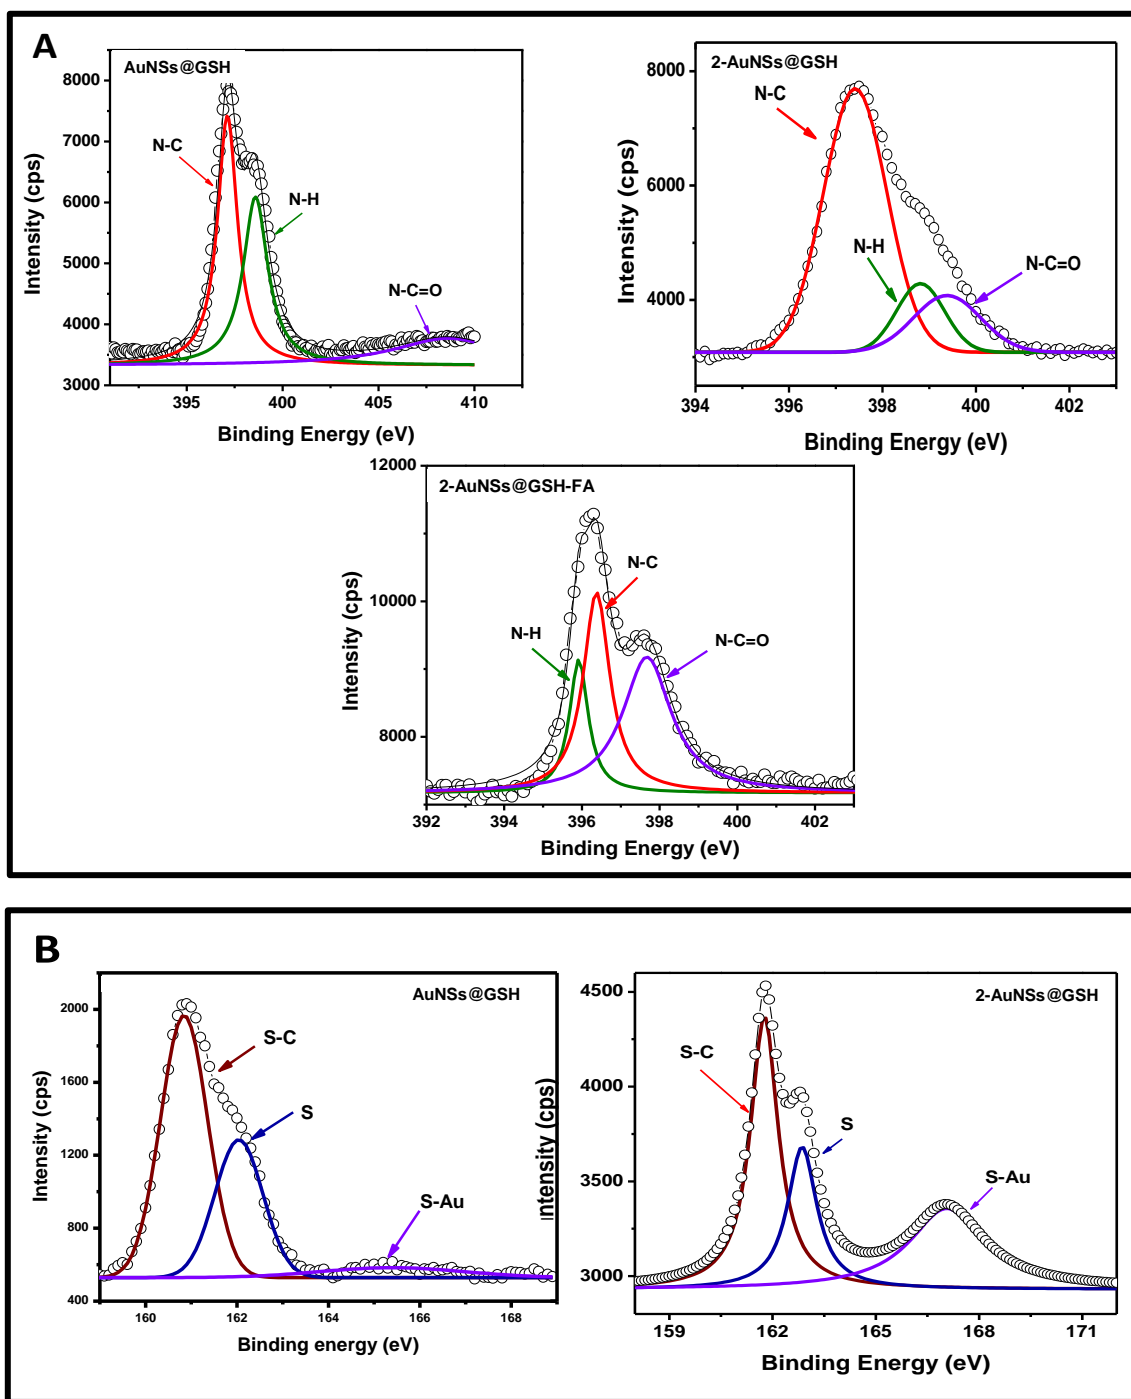 A
AuNSs@GSH
8000
7000
6000
5000
4000
3000
Intensity (cps)
N-C
N-H
N-C=O
395 400 405 410
Binding Energy (eV)
2-AuNSs@GSH
8000
6000
4000
Intensity (cps)
N-C
N-H
N-C=O
394 396 398 400 402
Binding Energy (eV)
2-AuNSs@GSH-FA
12000
10000
8000
Intensity (cps)
N-C
N-H
N-C=O
392 394 396 398 400 402
Binding Energy (eV)
B
AuNSs@GSH
2000
1600
1200
800
400
Intensity (cps)
S-C
S
S-Au
160 162 164 166 168
Binding energy (eV)
2-AuNSs@GSH
4500
4000
3500
3000
Intensity (cps)
S-C
S
S-Au
159 162 165 168 171
Binding Energy (eV)